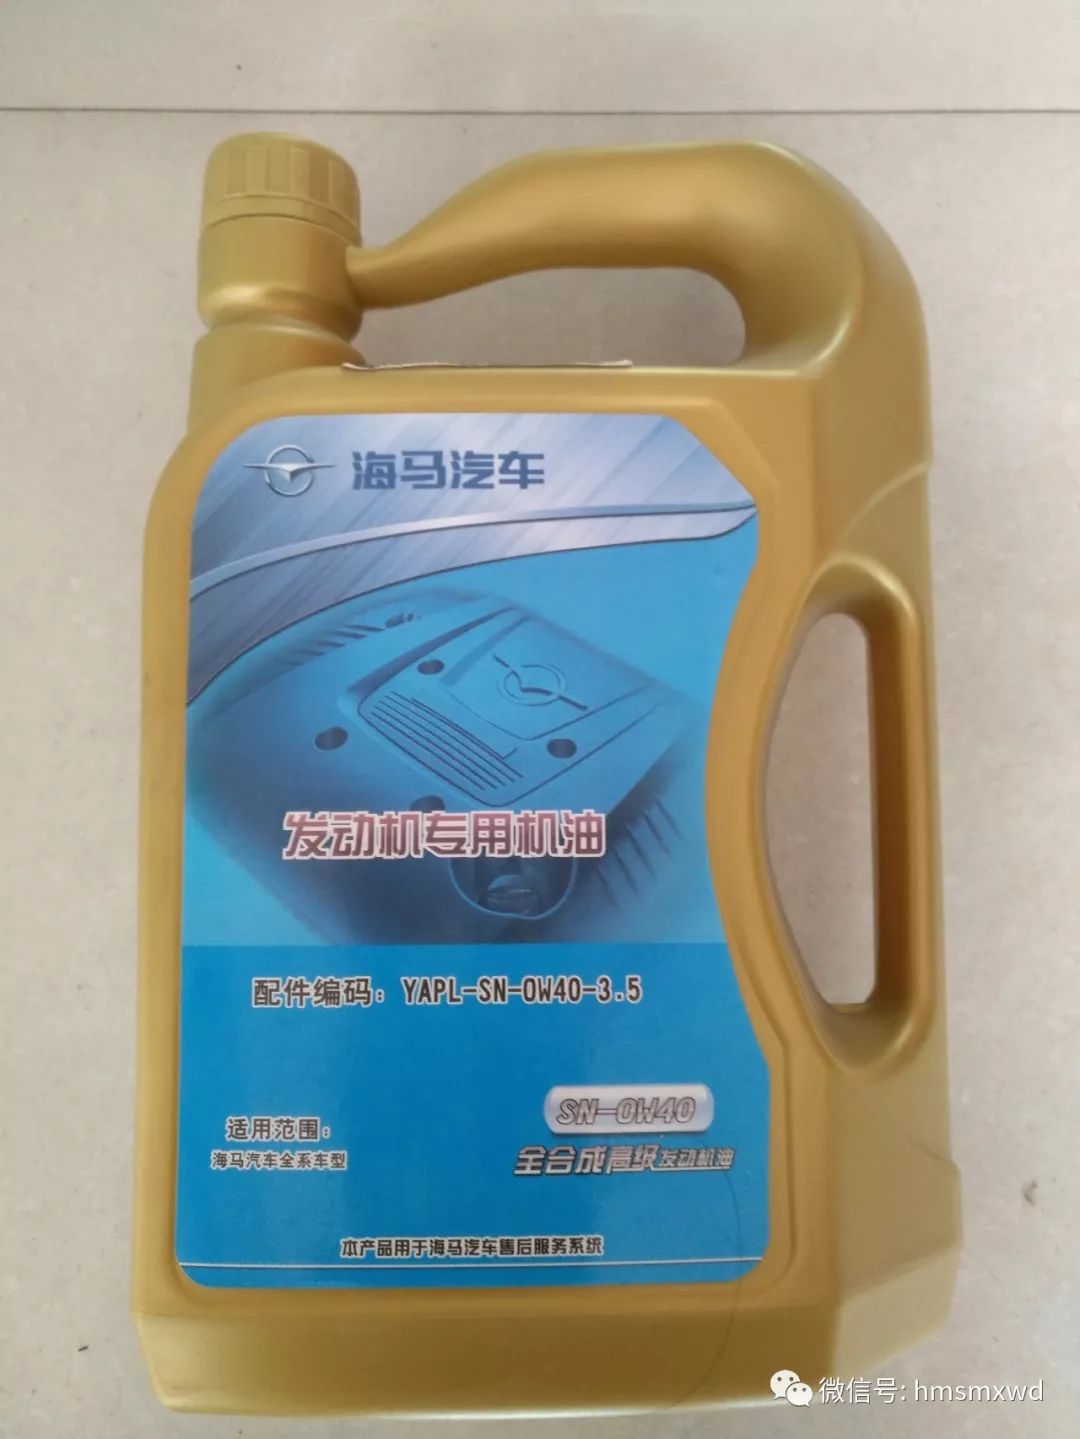 海马汽车
发动机专用机油
配件编码：YAPL-SN-0W40-3.5
SN-0W40
适用范围：
海马汽车全系车型
全合成高级发动机油
本产品用于海马汽车售后服务系统
微信号: hmsmxwd